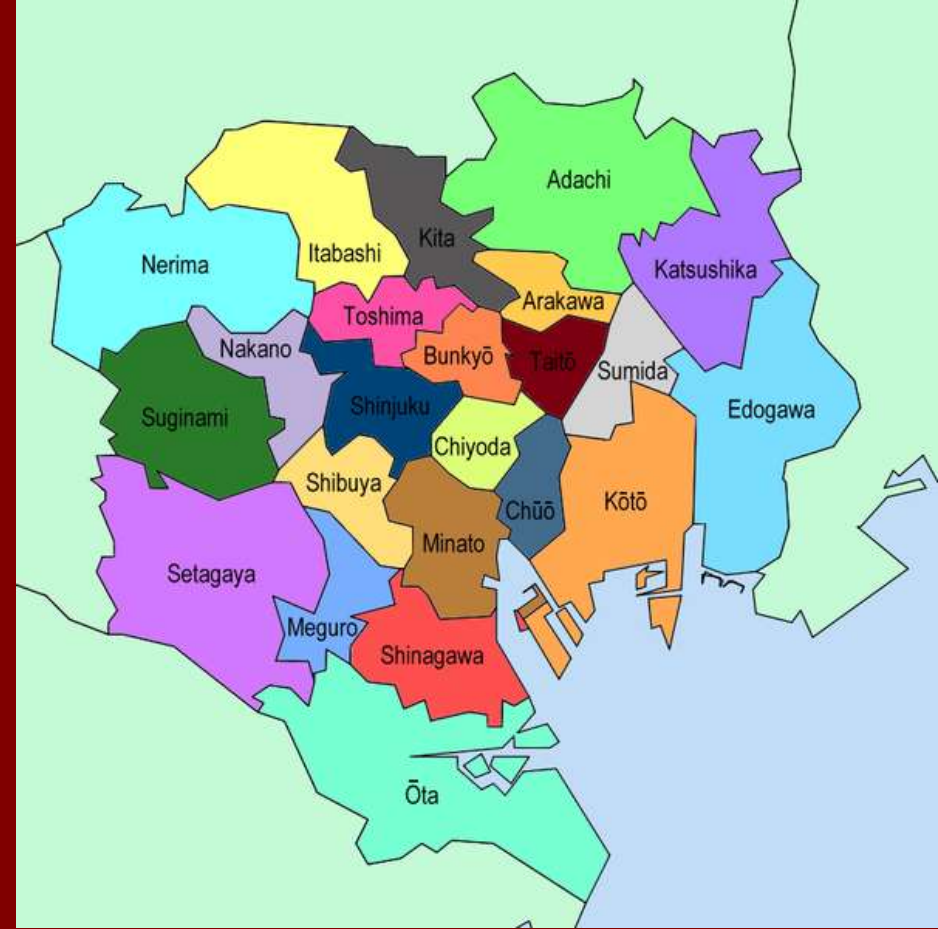 Adachi
Kita
Itabashi
Nerima
Katsushika
Arakawa
Toshima
Nakano
Bunkyō
Taitō
Sumida
Suginami
Shinjuku
Edogawa
Chiyoda
Shibuya
Chūō
Kōtō
Minato
Setagaya
Meguro
Shinagawa
Ōta